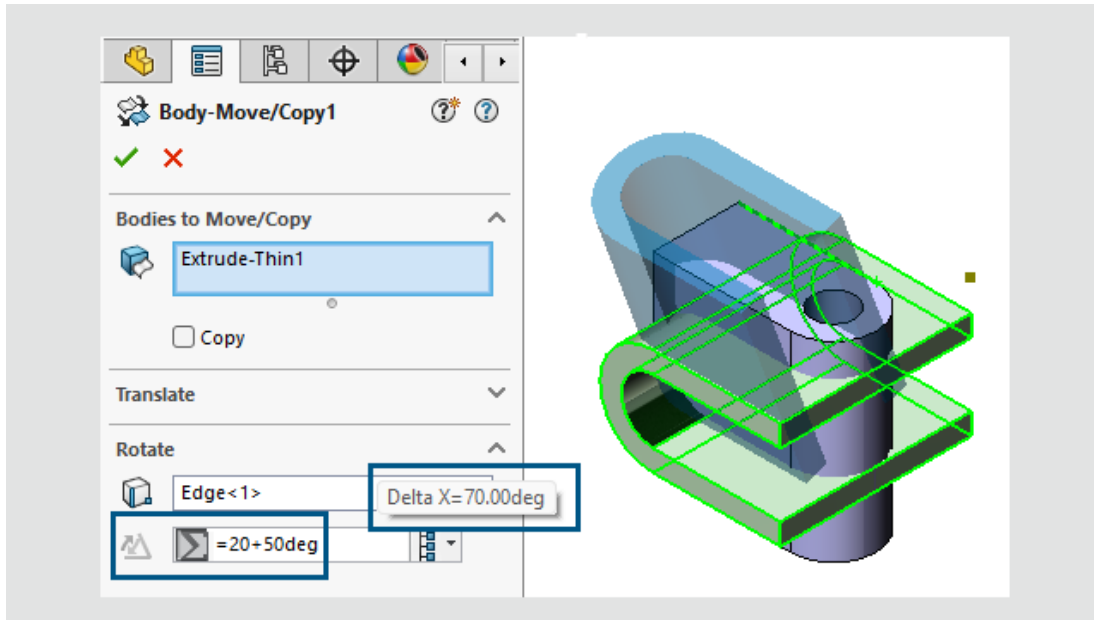 Body-Move/Copy1
Bodies to Move/Copy
Extrude-Thin1
Copy
Translate
Rotate
Edge<1>
Delta X=70.00deg
=20+50deg